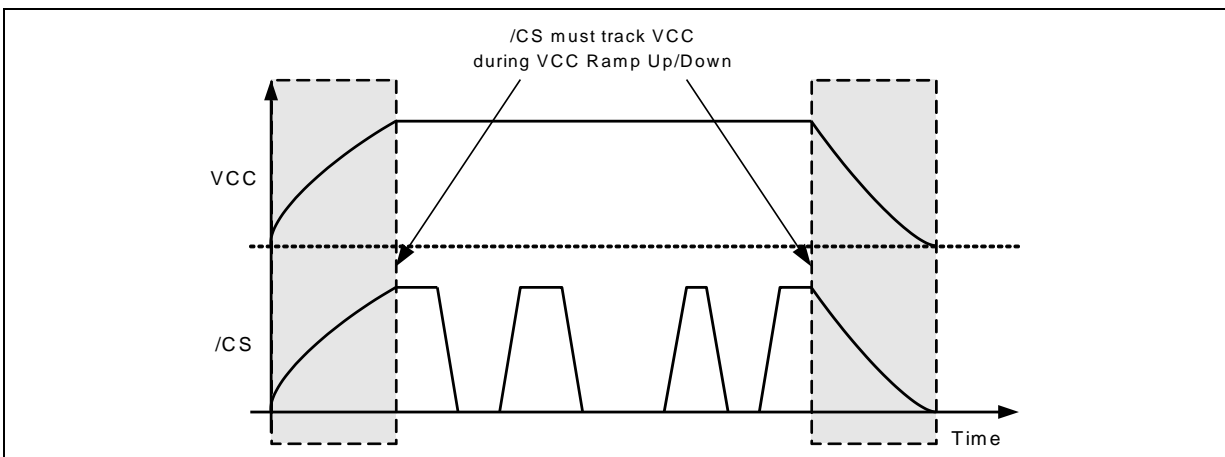 /CS must track VCC
during VCC Ramp Up/Down
VCC
/CS
Time